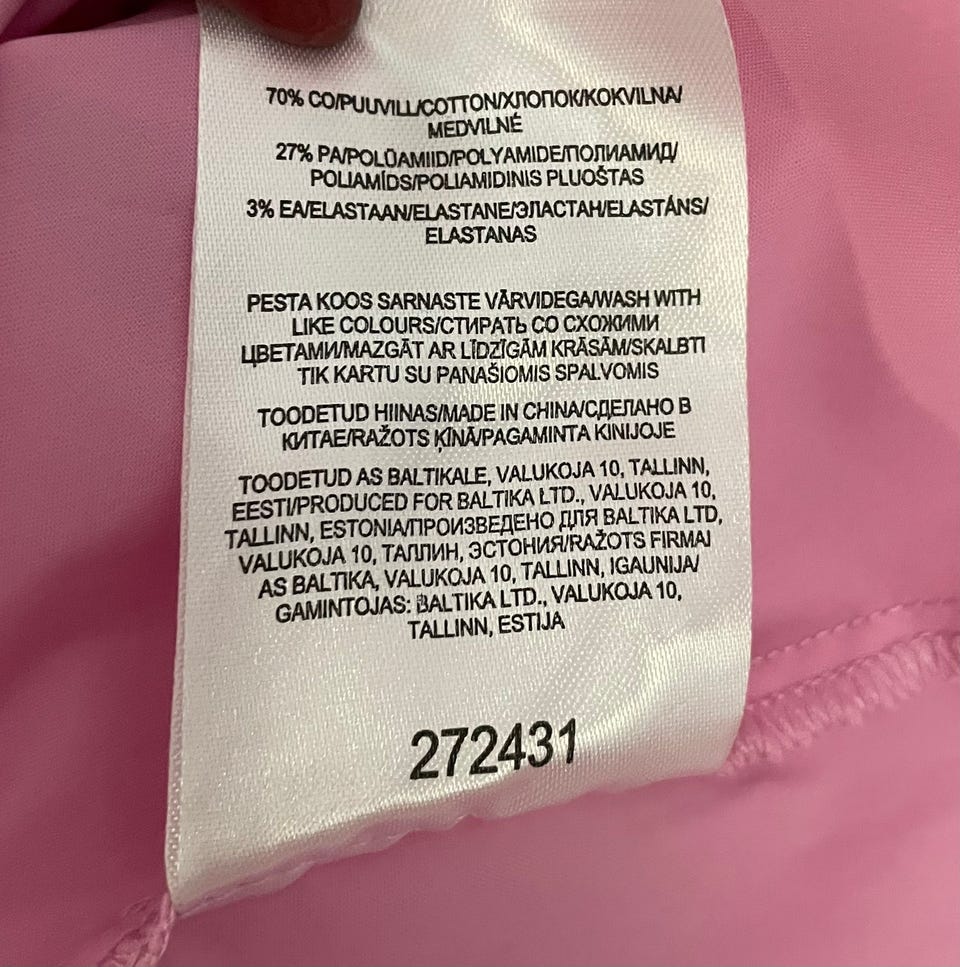 70% CO/PUUVILL/COTTON/ХЛОПОК/KOKVILNA/
MEDVILNĖ
27% PA/POLÜAMIID/POLYAMIDE/ПОЛИАМИД/
POLIAMĪDS/POLIAMIDINIS PLUOŠTAS
3% EA/ELASTAAN/ELASTANE/ЭЛАСТАН/ELASTĀNS/
ELASTANAS
PESTA KOOS SARNASTE VÄRVIDEGA/WASH WITH
LIKE COLOURS/СТИРАТЬ СО СХОЖИМИ
ЦВЕТАМИ/MAZGĀT AR LĪDZĪGĀM KRĀSĀM/SKALBTI
TIK KARTU SU PANAŠIOMIS SPALVOMIS
TOODETUD HIINAS/MADE IN CHINA/СДЕЛАНО В
КИТАЕ/RAŽOTS ĶĪNĀ/PAGAMINTA KINIJOJE
TOODETUD AS BALTIKALE, VALUKOJA 10, TALLINN,
EESTI/PRODUCED FOR BALTIKA LTD., VALUKOJA 10,
TALLINN, ESTONIA/ПРОИЗВЕДЕНО ДЛЯ BALTIKA LTD,
VALUKOJA 10, ТАЛЛИН, ЭСТОНИЯ/RAŽOTS FIRMAI
AS BALTIKA, VALUKOJA 10, TALLINN, IGAUNIJA/
GAMINTOJAS: BALTIKA LTD., VALUKOJA 10,
TALLINN, ESTIJA
272431